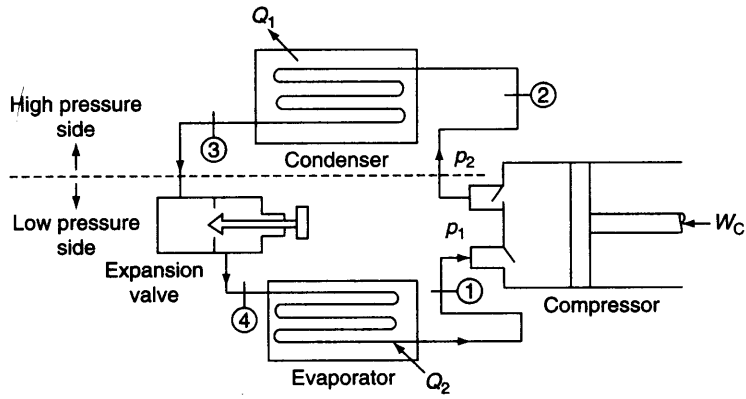 Q1
High pressure
side
2
3
Condenser
p2
Low pressure
side
p1
WC
Expansion
valve
4
1
Compressor
Evaporator
Q2